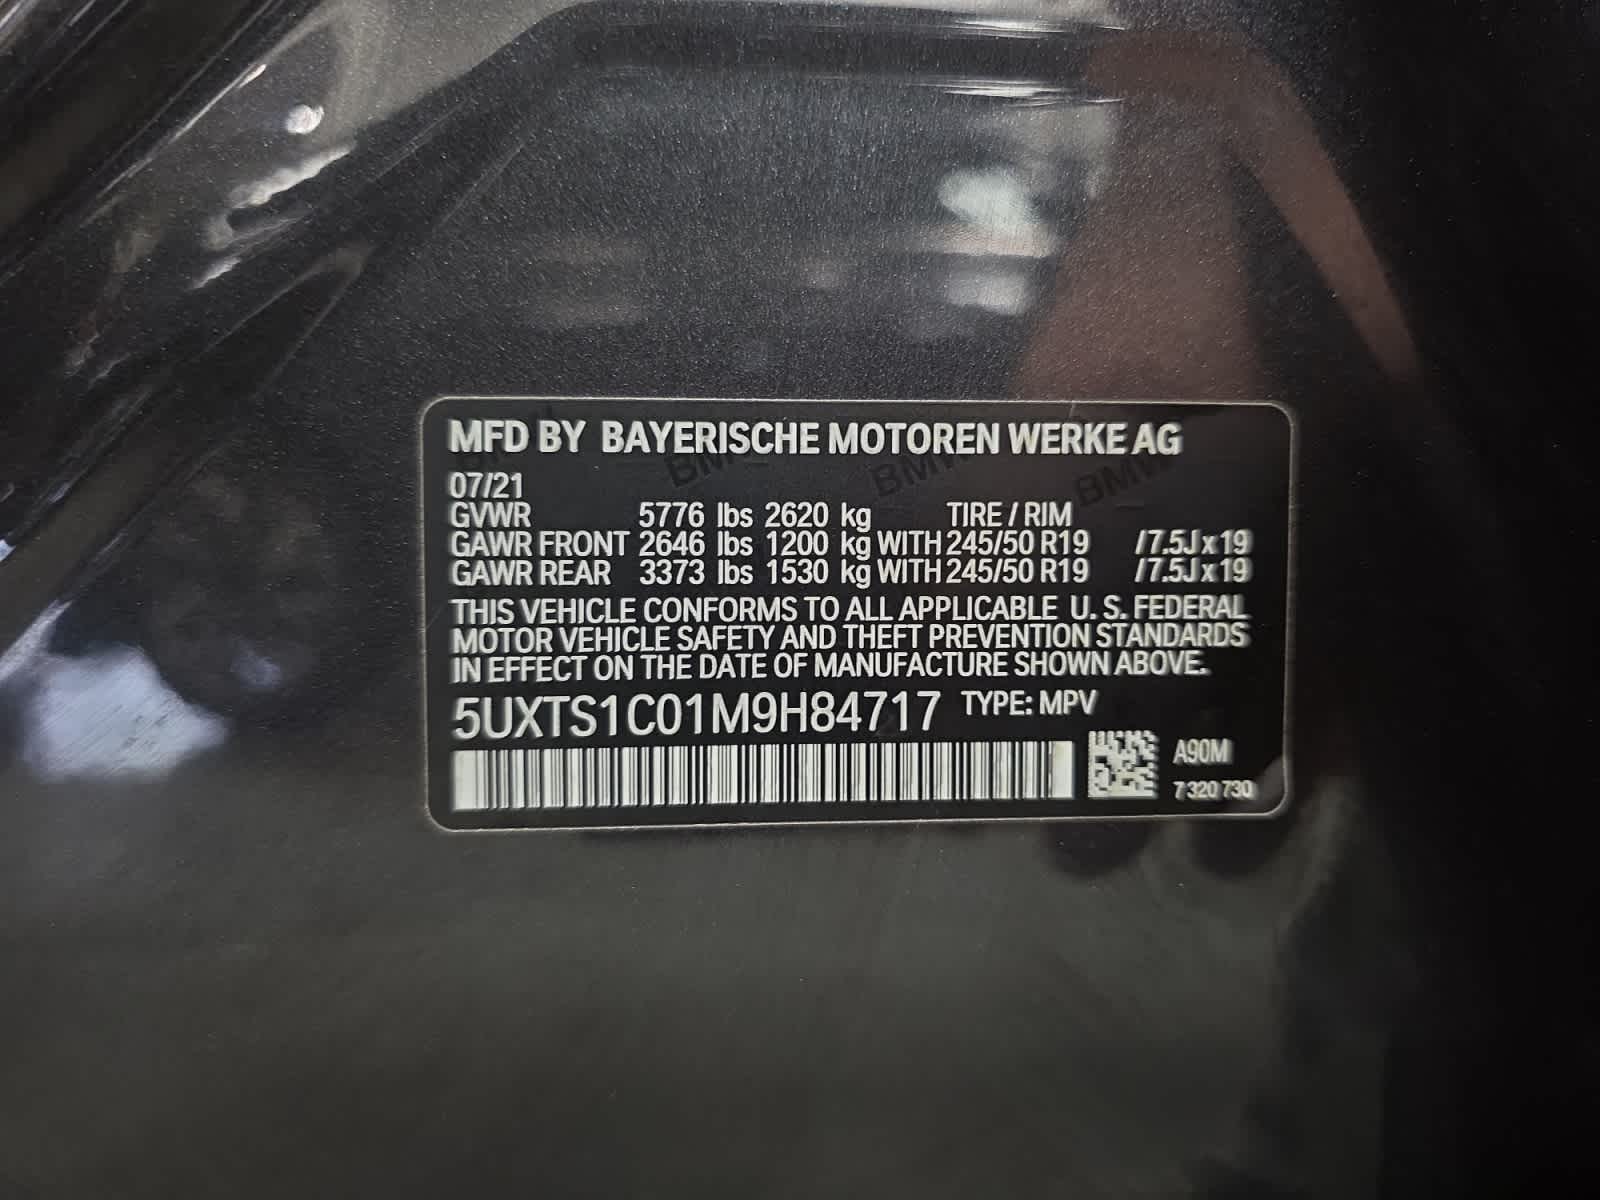 MFD BY BAYERISCHE MOTOREN WERKE AG
07/21
GVWR 5776 lbs 2620 kg TIRE / RIM
GAWR FRONT 2646 lbs 1200 kg WITH 245/50 R19 /7.5J x 19
GAWR REAR 3373 lbs 1530 kg WITH 245/50 R19 /7.5J x 19
THIS VEHICLE CONFORMS TO ALL APPLICABLE U. S. FEDERAL
MOTOR VEHICLE SAFETY AND THEFT PREVENTION STANDARDS
IN EFFECT ON THE DATE OF MANUFACTURE SHOWN ABOVE.
5UXTS1C01M9H84717 TYPE: MPV
A90M
7 320 730
BMW BMW BMW